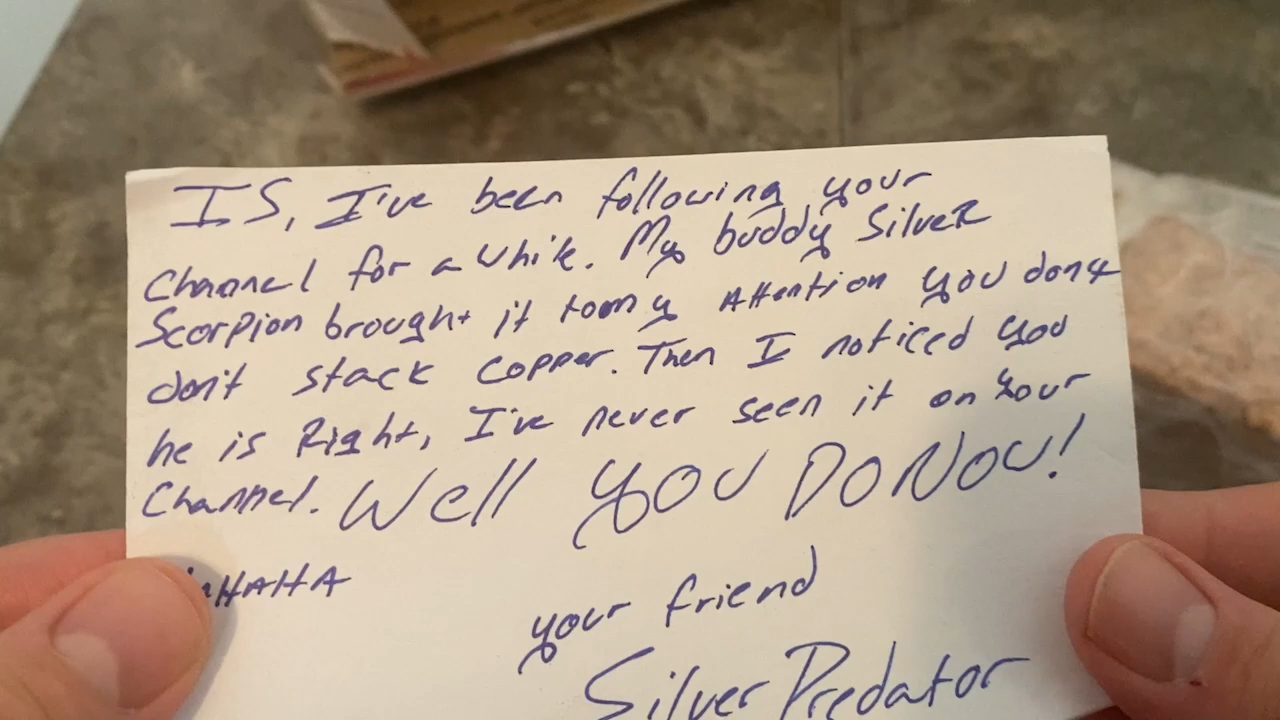 IS, I've been following your
Channel for a while. My buddy Silver
Scorpion brought it to my Attention you don't
don't stack copper. Then I noticed you
he is Right, I've never seen it on Your
Channel. Well YOU DO NOW!
HAHA
your friend
Silver Predator